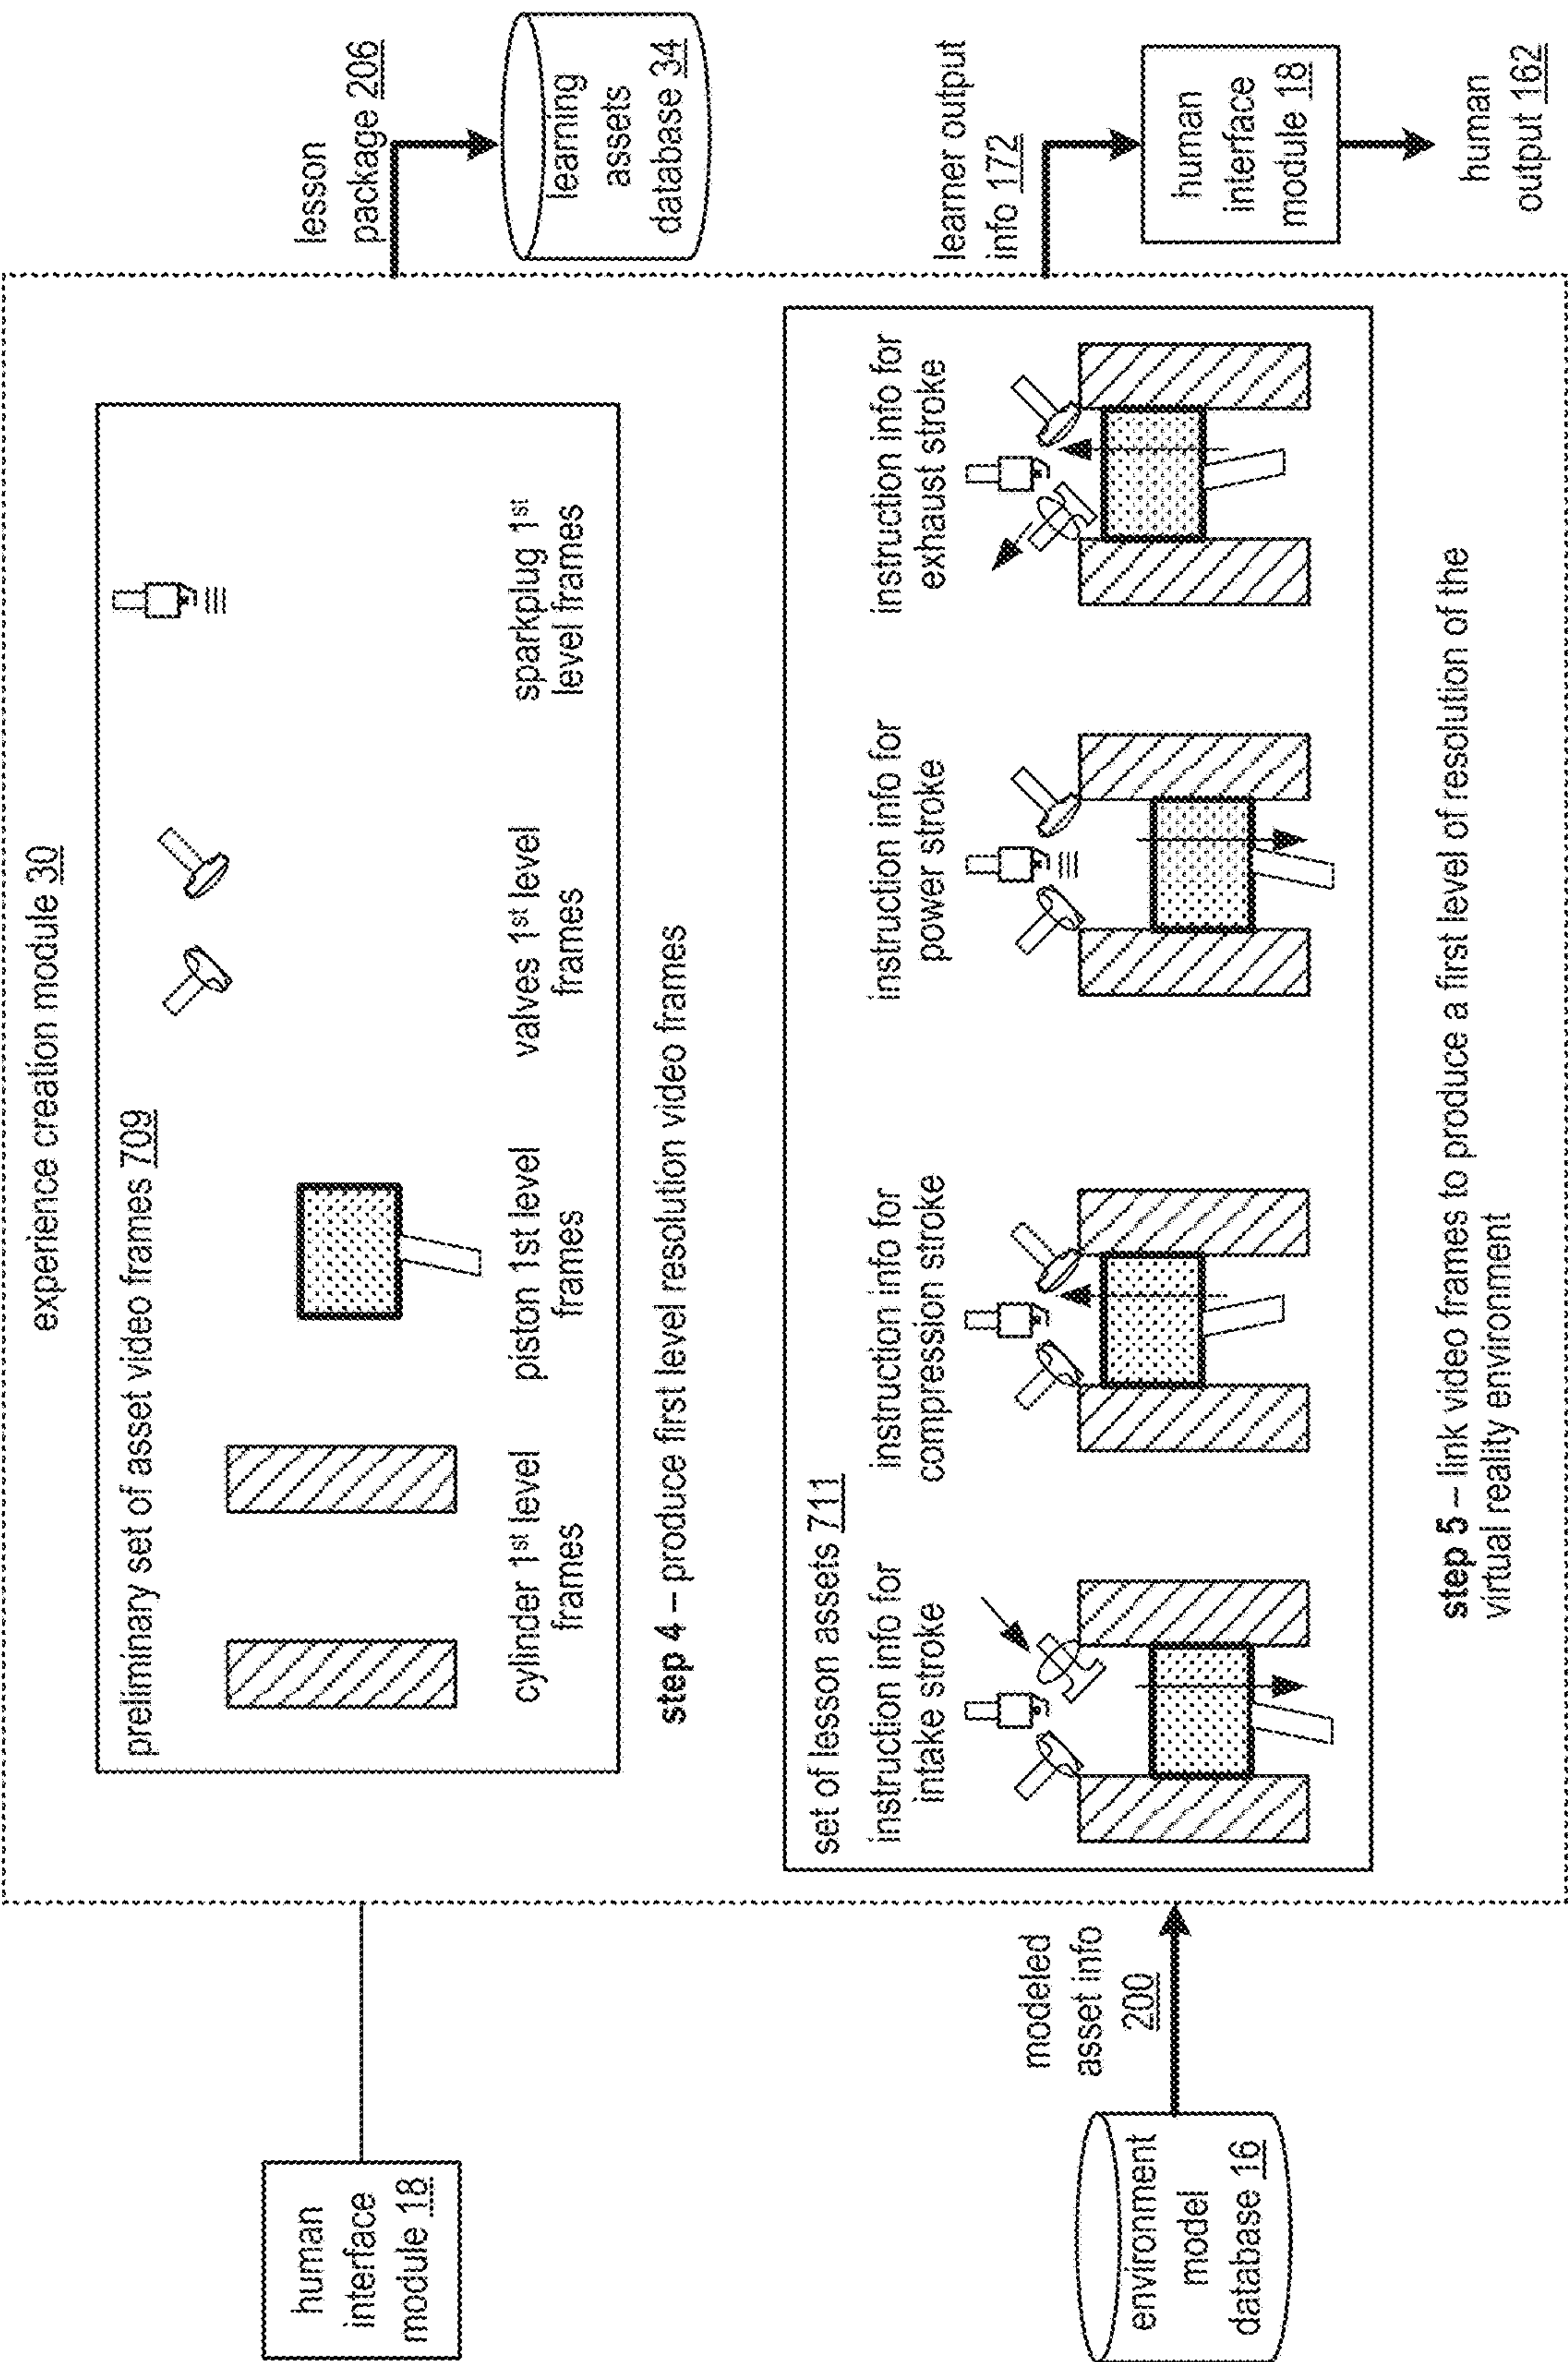 experience creation module 30
human
interface
module 18
preliminary set of asset video frames 709
cylinder 1st level
frames
piston 1st level
frames
valves 1st level
frames
sparkplug 1st
level frames
step 4 – produce first level resolution video frames
lesson
package 206
learning
assets
database 34
environment
model
database 16
modeled
asset info
200
set of lesson assets 711
instruction info for
intake stroke
instruction info for
compression stroke
instruction info for
power stroke
instruction info for
exhaust stroke
step 5 – link video frames to produce a first level of resolution of the
virtual reality environment
learner output
info 172
human
interface
module 18
human
output 162